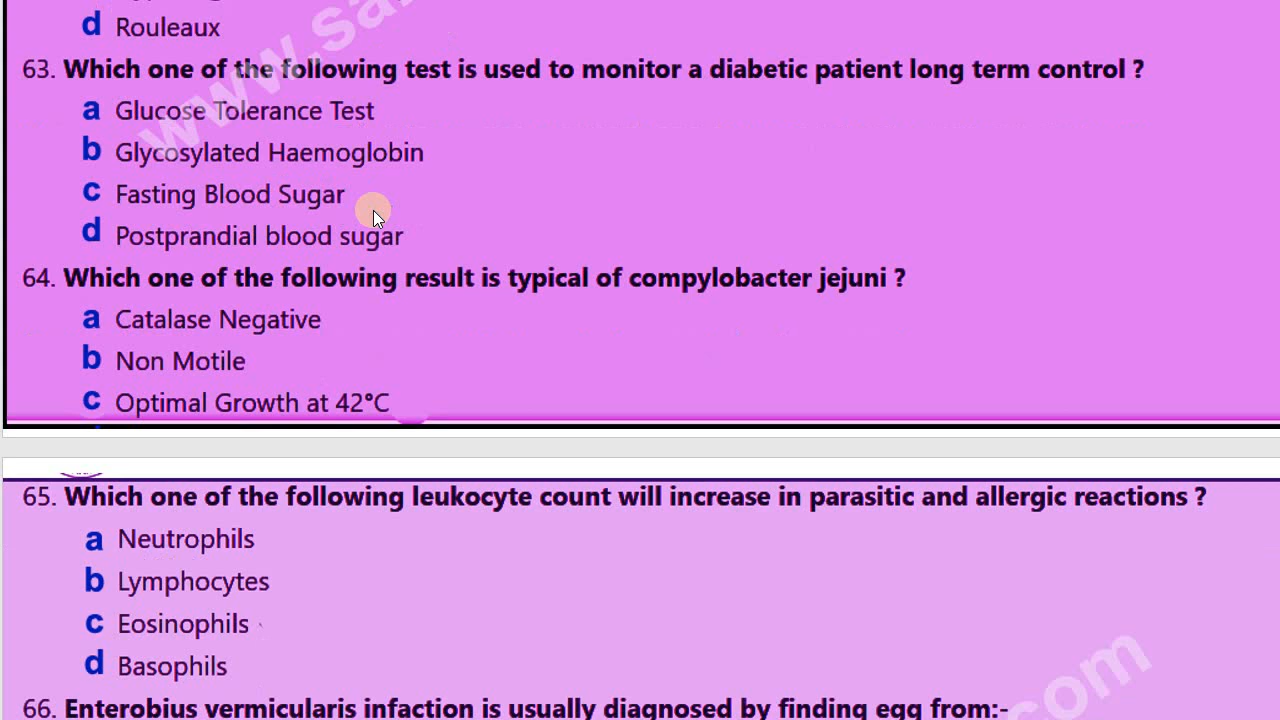 d Rouleaux
63. Which one of the following test is used to monitor a diabetic patient long term control ?
a Glucose Tolerance Test
b Glycosylated Haemoglobin
c Fasting Blood Sugar
d Postprandial blood sugar
64. Which one of the following result is typical of compylobacter jejuni ?
a Catalase Negative
b Non Motile
c Optimal Growth at 42°C
65. Which one of the following leukocyte count will increase in parasitic and allergic reactions ?
a Neutrophils
b Lymphocytes
c Eosinophils
d Basophils
66. Enterobius vermicularis infaction is usually diagnosed by finding egg from:-